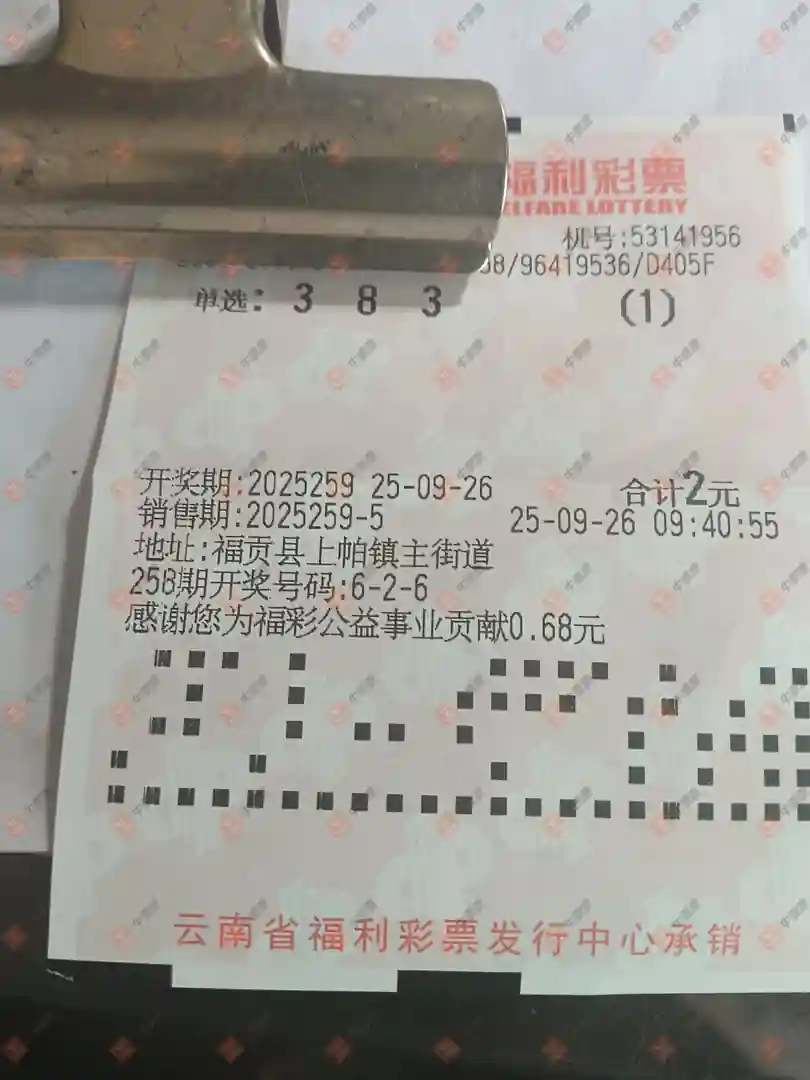 福利彩票
ELFARE LOTTERY
机号:53141956
08/96419536/D405F
单选: 3 8 3 (1)
开奖期:2025259 25-09-26 合计2元
销售期:2025259-5 25-09-26 09:40:55
地址:福贡县上帕镇主街道
258期开奖号码:6-2-6
感谢您为福彩公益事业贡献0.68元
云南省福利彩票发行中心承销